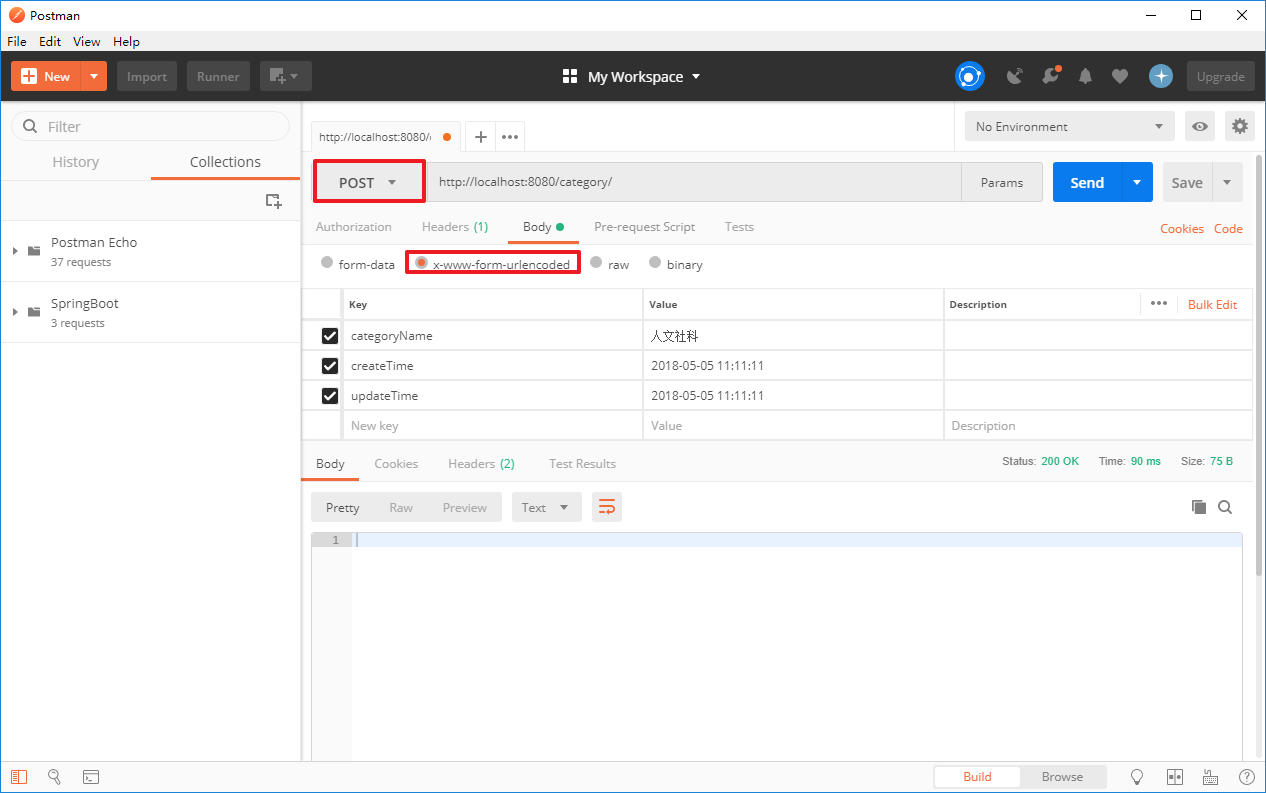 Postman
File Edit View Help
New Import Runner My Workspace Upgrade
Filter
History Collections
Postman Echo
37 requests
SpringBoot
3 requests
http://localhost:8080/ No Environment
POST http://localhost:8080/category/ Params Send Save
Authorization Headers (1) Body Pre-request Script Tests Cookies Code
form-data x-www-form-urlencoded raw binary
Key Value Description Bulk Edit
categoryName 人文社科
createTime 2018-05-05 11:11:11
updateTime 2018-05-05 11:11:11
New key Value Description
Body Cookies Headers (2) Test Results Status: 200 OK Time: 90 ms Size: 75 B
Pretty Raw Preview Text
1
Build Browse